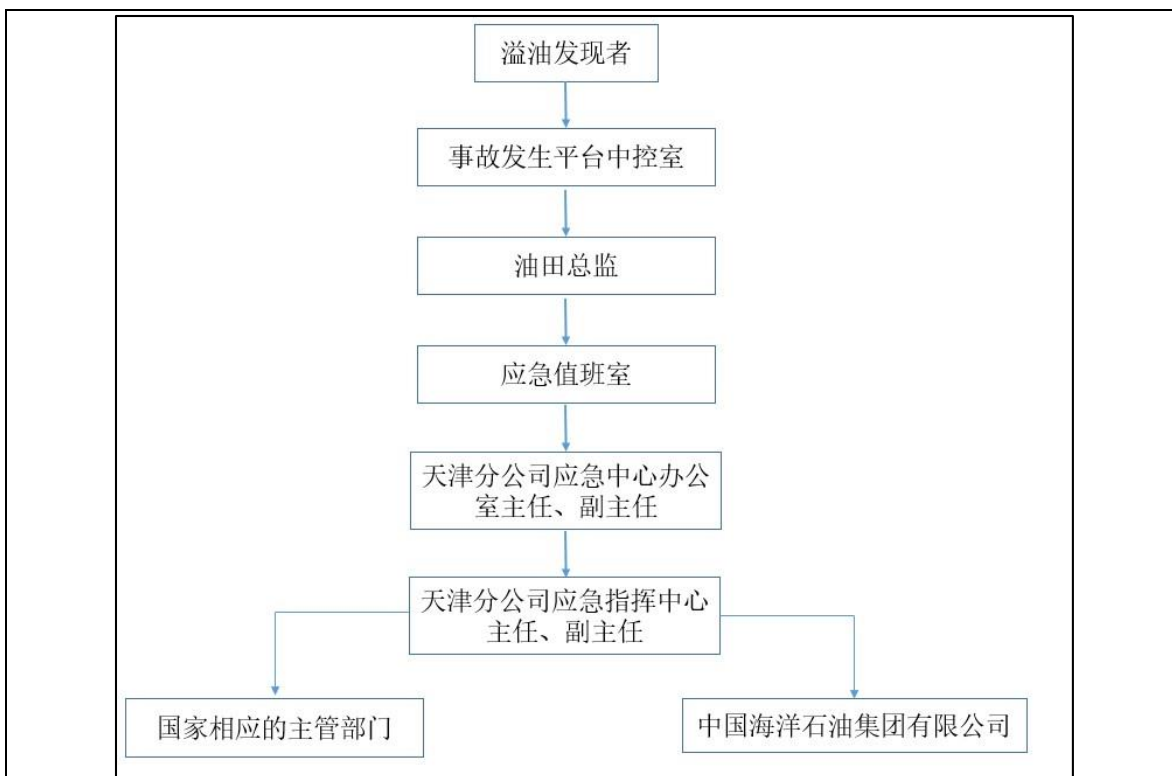 溢油发现者
事故发生平台中控室
油田总监
应急值班室
天津分公司应急中心办公
室主任、副主任
天津分公司应急指挥中心
主任、副主任
国家相应的主管部门
中国海洋石油集团有限公司